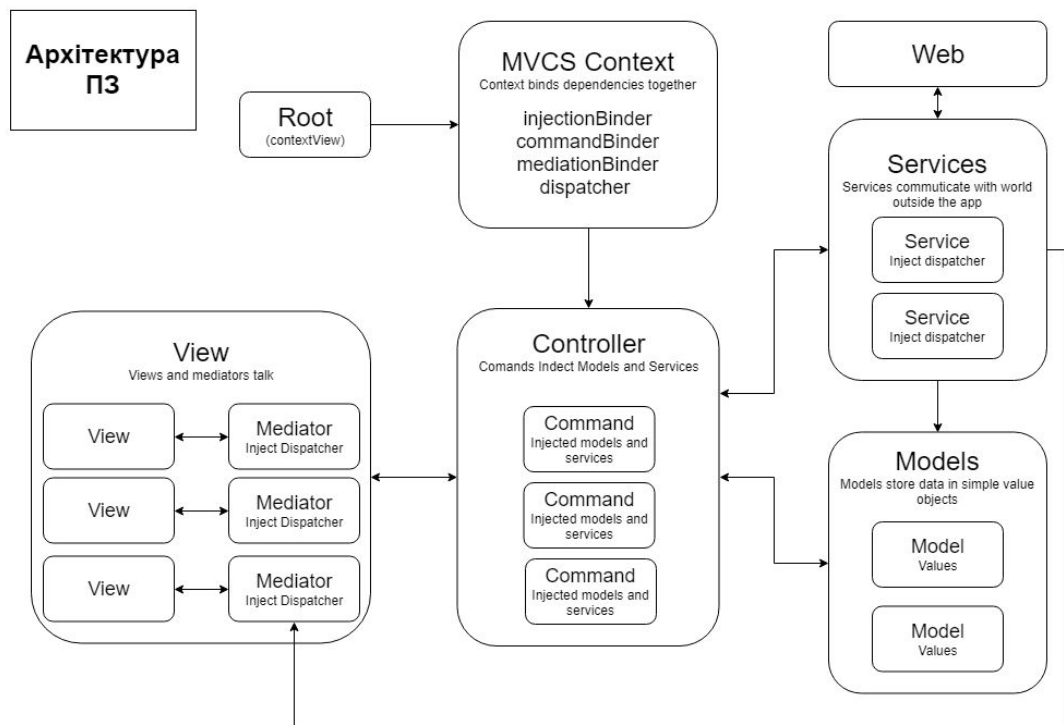 Архітектура
ПЗ
Root
(contextView)
MVCS Context
Context binds dependencies together
injectionBinder
commandBinder
mediationBinder
dispatcher
Web
Services
Services commuticate with world
outside the app
Service
Inject dispatcher
Service
Inject dispatcher
View
Views and mediators talk
View
Mediator
Inject Dispatcher
View
Mediator
Inject Dispatcher
View
Mediator
Inject Dispatcher
Controller
Comands Indect Models and Services
Command
Injected models and
services
Command
Injected models and
services
Command
Injected models and
services
Models
Models store data in simple value
objects
Model
Values
Model
Values